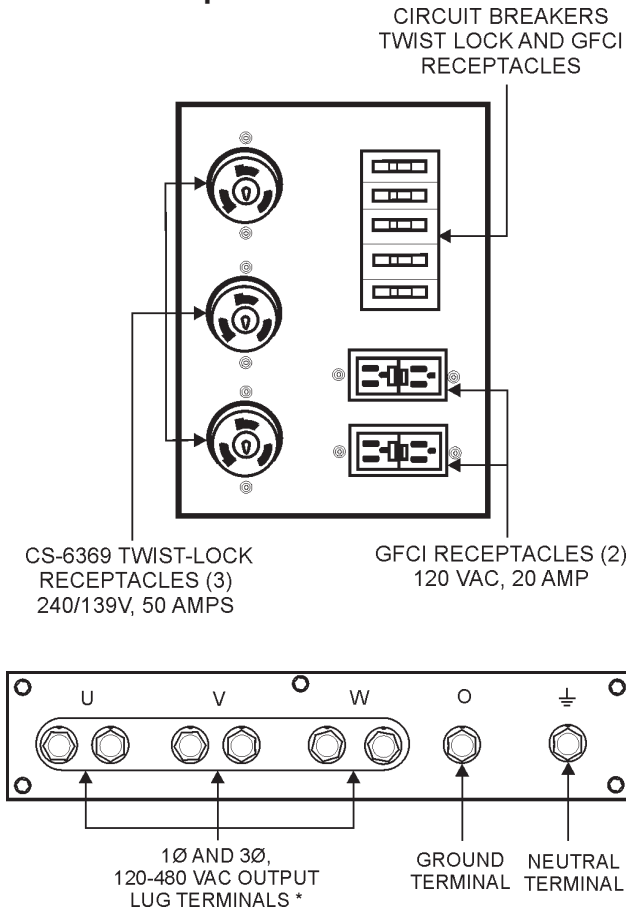 CIRCUIT BREAKERS
TWIST LOCK AND GFCI
RECEPTACLES
CS-6369 TWIST-LOCK
RECEPTACLES (3)
240/139V, 50 AMPS
GFCI RECEPTACLES (2)
120 VAC, 20 AMP
U V W O
1Ø AND 3Ø,
120-480 VAC OUTPUT
LUG TERMINALS *
GROUND
TERMINAL
NEUTRAL
TERMINAL